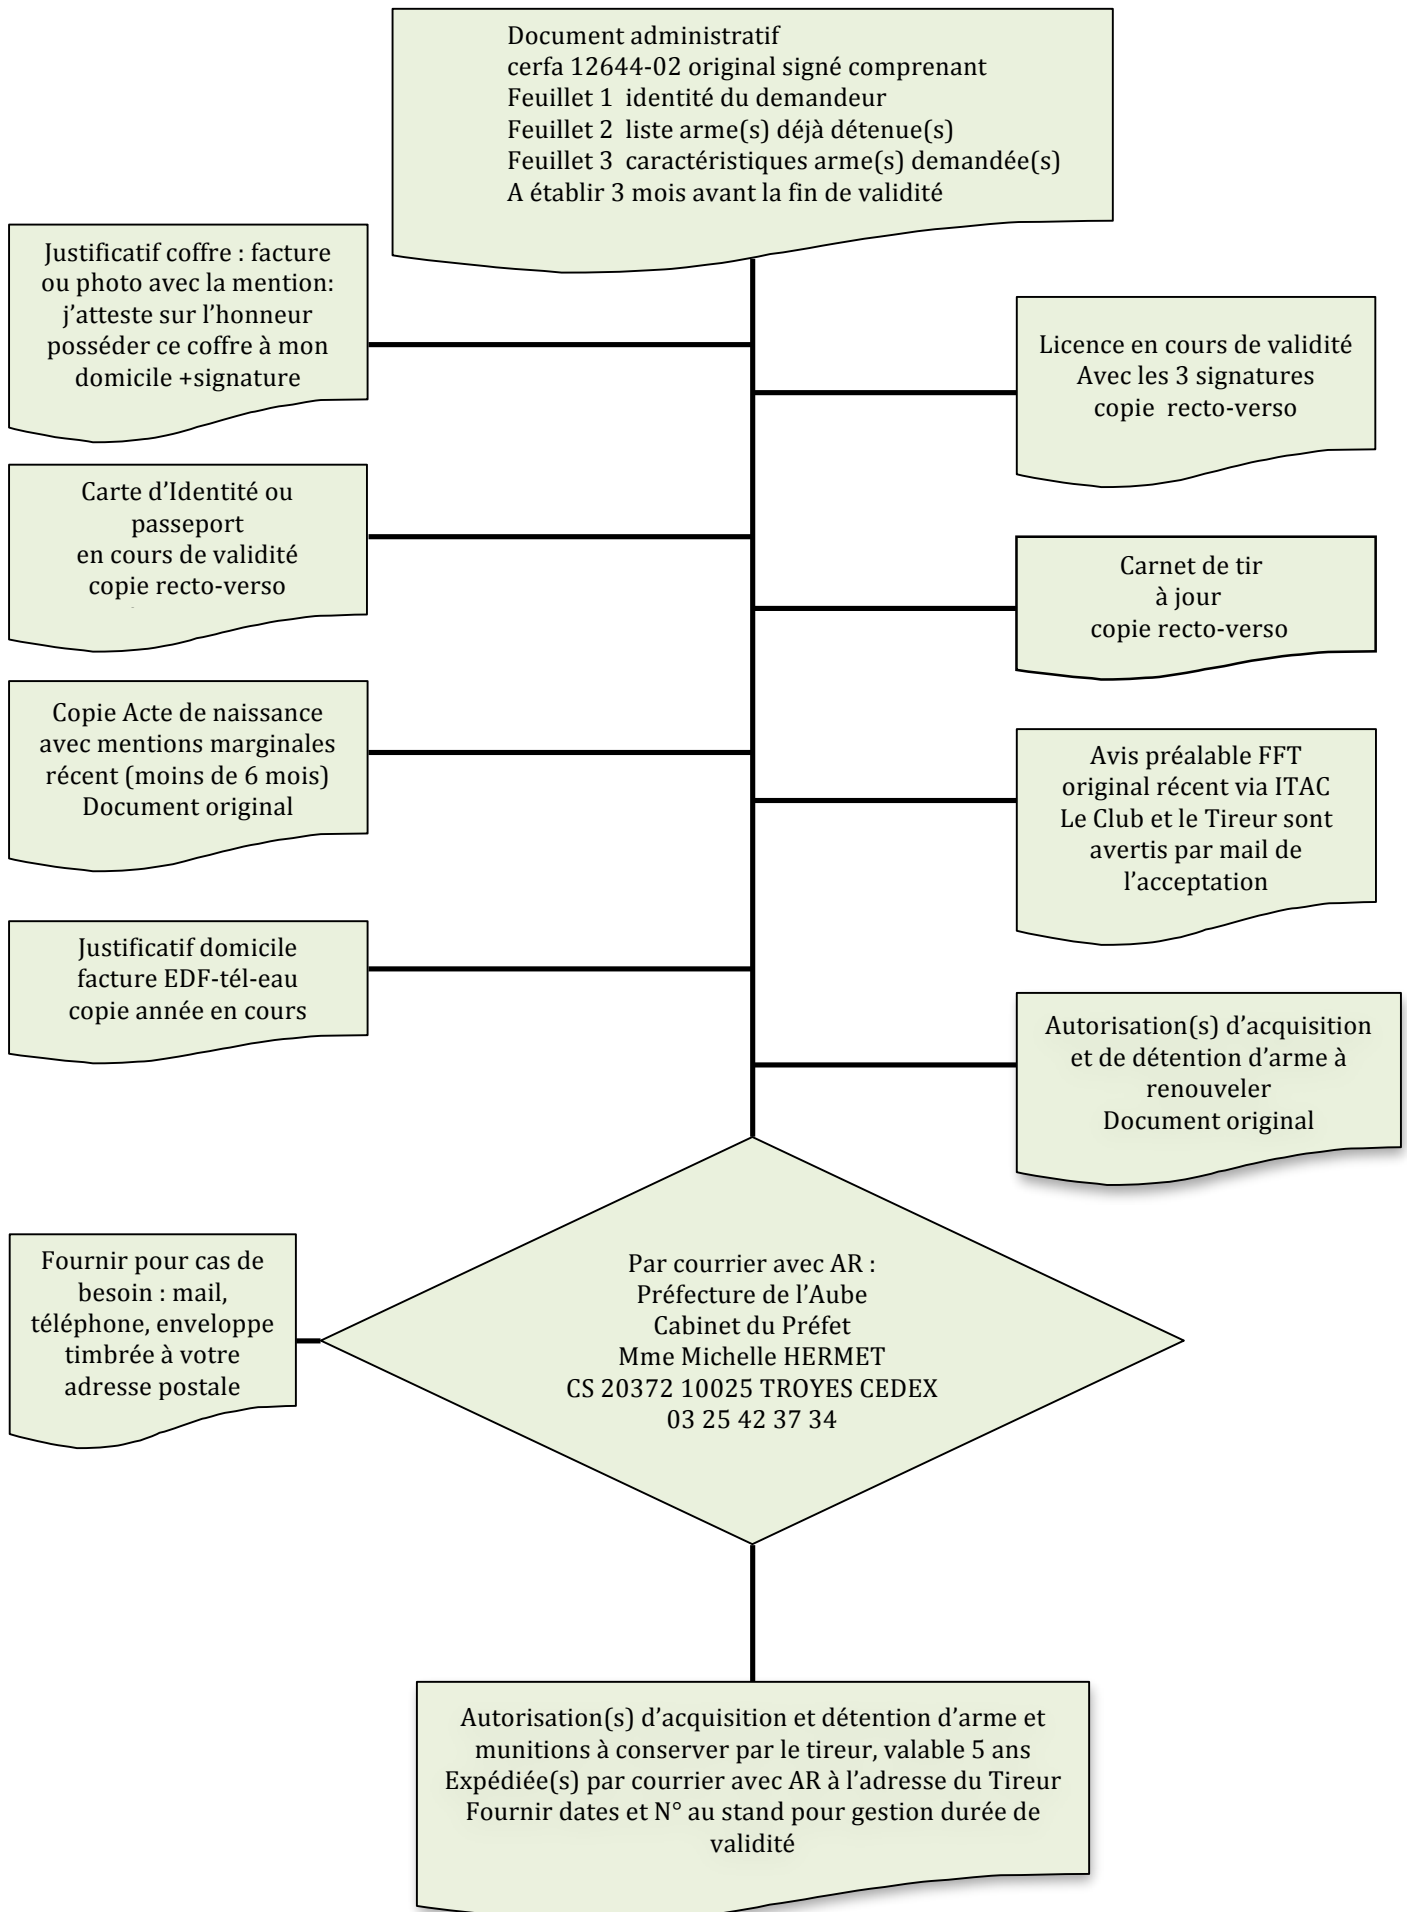 Document administratif
cerfa 12644-02 original signé comprenant
Feuillet 1  identité du demandeur
Feuillet 2  liste arme(s) déjà détenue(s)
Feuillet 3  caractéristiques arme(s) demandée(s)
A établir 3 mois avant la fin de validité
Justificatif coffre : facture
ou photo avec la mention:
j’atteste sur l’honneur
posséder ce coffre à mon
domicile +signature
Licence en cours de validité
Avec les 3 signatures
copie  recto-verso
Carte d’Identité ou
passeport
en cours de validité
copie recto-verso
Carnet de tir
à jour
copie recto-verso
Copie Acte de naissance
avec mentions marginales
récent (moins de 6 mois)
Document original
Avis préalable FFT
original récent via ITAC
Le Club et le Tireur sont
avertis par mail de
l’acceptation
Justificatif domicile
facture EDF-tél-eau
copie année en cours
Autorisation(s) d’acquisition
et de détention d’arme à
renouveler
Document original
Fournir pour cas de
besoin : mail,
téléphone, enveloppe
timbrée à votre
adresse postale
Par courrier avec AR :
Préfecture de l’Aube
Cabinet du Préfet
Mme Michelle HERMET
CS 20372 10025 TROYES CEDEX
03 25 42 37 34
Autorisation(s) d’acquisition et détention d’arme et
munitions à conserver par le tireur, valable 5 ans
Expédiée(s) par courrier avec AR à l’adresse du Tireur
Fournir dates et N° au stand pour gestion durée de
validité